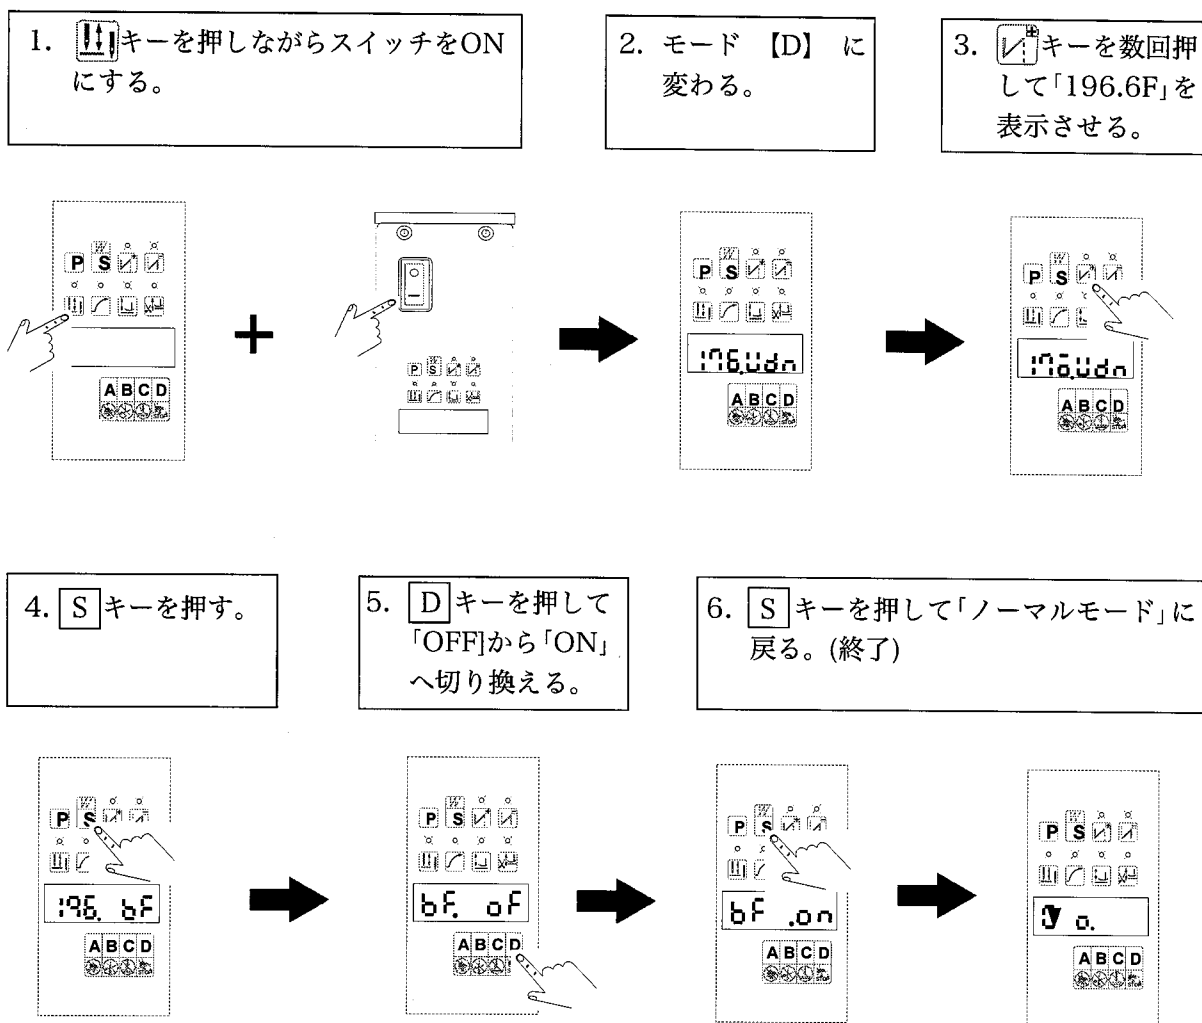 1. キーを押しながらスイッチをON
にする。
2. モード 【D】 に
変わる。
3. キーを数回押
して「196.6F」を
表示させる。
P S
A B C D
P S
P S
176.Udn
A B C D
P S
176.Udn
A B C D
4. S キーを押す。
5. D キーを押して
「OFF]から「ON」
へ切り換える。
6. S キーを押して「ノーマルモード」に
戻る。(終了)
P S
196. bF
A B C D
P S
bF. oF
A B C D
P S
bF .on
A B C D
P S
o.
A B C D